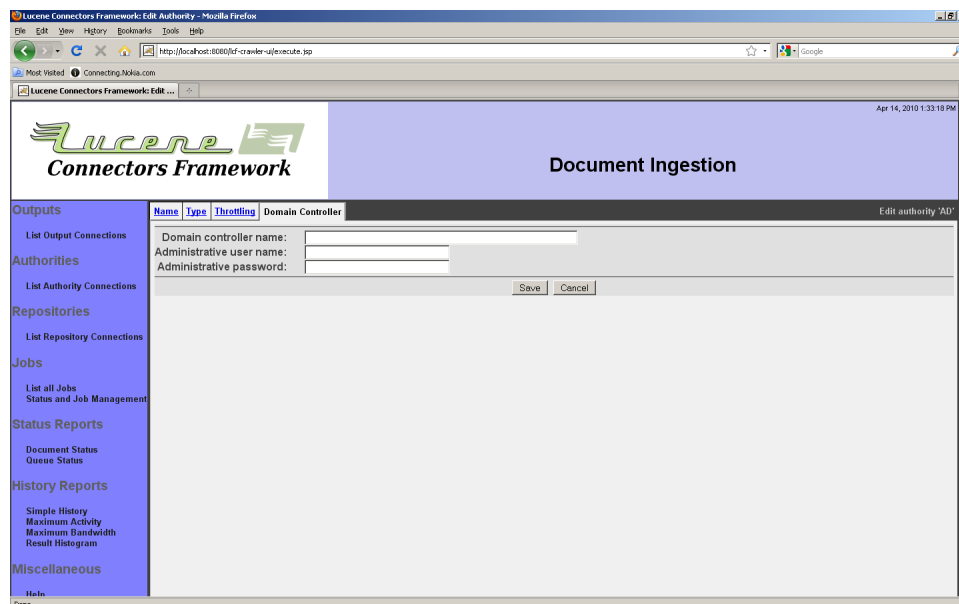 Lucene Connectors Framework: Edit Authority - Mozilla Firefox
File Edit View History Bookmarks Tools Help
http://localhost:8080/lcf-crawler-ui/execute.jsp
Google
Most Visited Connecting.Nokia.com
Lucene Connectors Framework: Edit ...
Apr 14, 2010 1:33:18 PM
Lucene
Connectors Framework
Document Ingestion
Outputs
List Output Connections
Authorities
List Authority Connections
Repositories
List Repository Connections
Jobs
List all Jobs
Status and Job Management
Status Reports
Document Status
Queue Status
History Reports
Simple History
Maximum Activity
Maximum Bandwidth
Result Histogram
Miscellaneous
Help
Name Type Throttling Domain Controller
Edit authority 'AD'
Domain controller name:
Administrative user name:
Administrative password:
Save Cancel